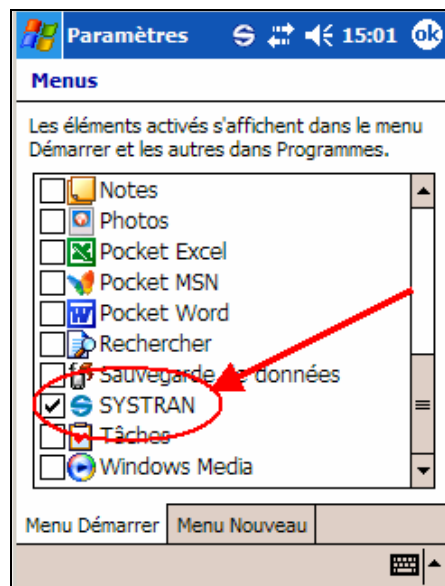 Paramètres 15:01 ok
Menus
Les éléments activés s'affichent dans le menu
Démarrer et les autres dans Programmes.
Notes
Photos
Pocket Excel
Pocket MSN
Pocket Word
Rechercher
Sauvegarde de données
SYSTRAN
Tâches
Windows Media
Menu Démarrer Menu Nouveau